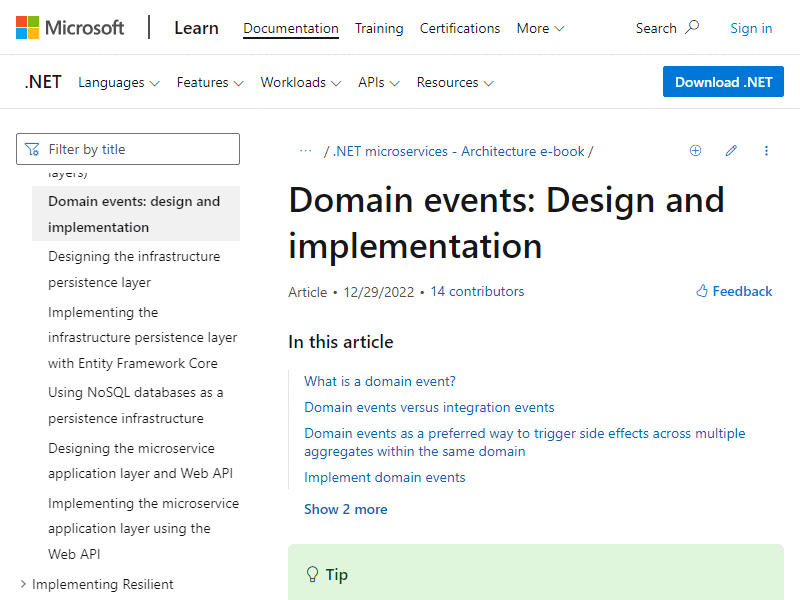 Microsoft
Learn
Documentation
Training
Certifications
More
Search
Sign in
.NET
Languages
Features
Workloads
APIs
Resources
Download .NET
Filter by title
layers)
Domain events: design and
implementation
Designing the infrastructure
persistence layer
Implementing the
infrastructure persistence layer
with Entity Framework Core
Using NoSQL databases as a
persistence infrastructure
Designing the microservice
application layer and Web API
Implementing the microservice
application layer using the
Web API
Implementing Resilient
... / .NET microservices - Architecture e-book /
Domain events: Design and
implementation
Article • 12/29/2022 • 14 contributors
Feedback
In this article
What is a domain event?
Domain events versus integration events
Domain events as a preferred way to trigger side effects across multiple
aggregates within the same domain
Implement domain events
Show 2 more
Tip